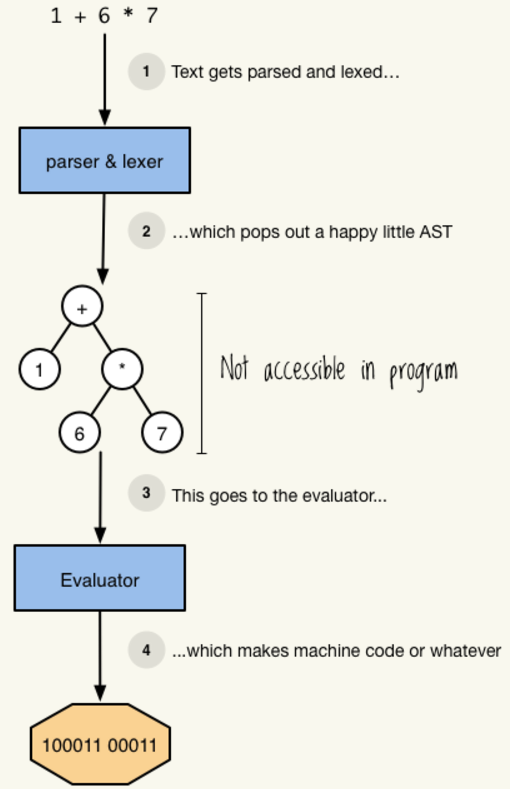 1 + 6 * 7
1 Text gets parsed and lexed…
parser & lexer
2 …which pops out a happy little AST
+
1 *
Not accessible in program
6 7
3 This goes to the evaluator...
Evaluator
4 ...which makes machine code or whatever
100011 00011